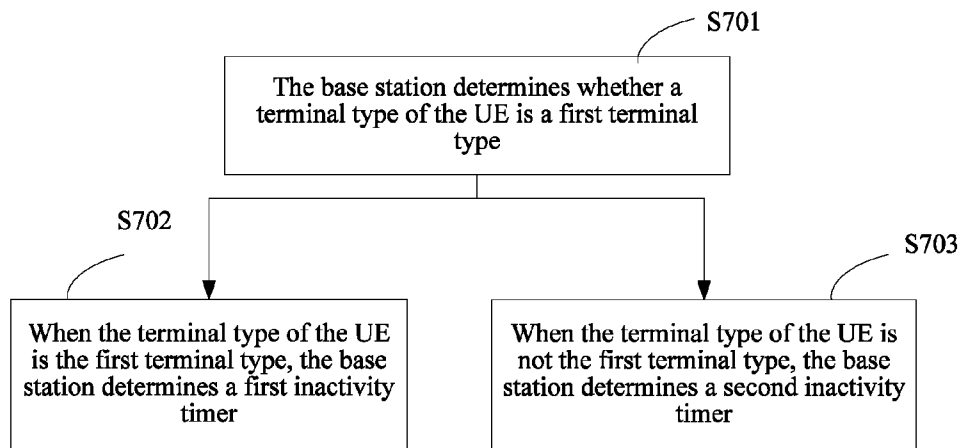 S701
The base station determines whether a
terminal type of the UE is a first terminal
type
S702
S703
When the terminal type of the UE
is the first terminal type, the base
station determines a first inactivity
timer
When the terminal type of the UE is
not the first terminal type, the base
station determines a second inactivity
timer